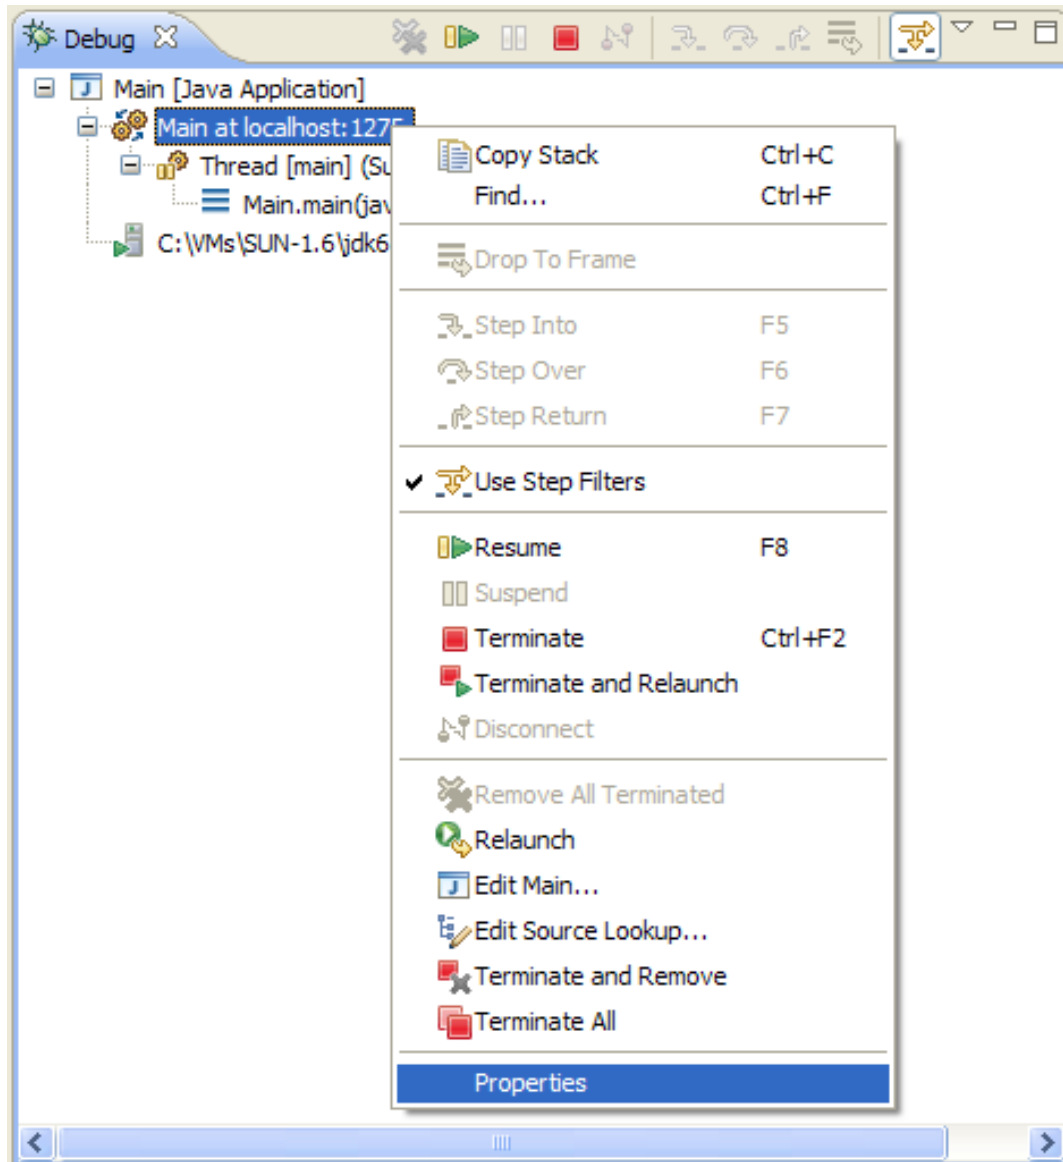 Debug
Main [Java Application]
Main at localhost:1275
Thread [main] (Su
Main.main(jav
C:\VMs\SUN-1.6\jdk6
Copy Stack Ctrl+C
Find... Ctrl+F
Drop To Frame
Step Into F5
Step Over F6
Step Return F7
Use Step Filters
Resume F8
Suspend
Terminate Ctrl+F2
Terminate and Relaunch
Disconnect
Remove All Terminated
Relaunch
Edit Main...
Edit Source Lookup...
Terminate and Remove
Terminate All
Properties